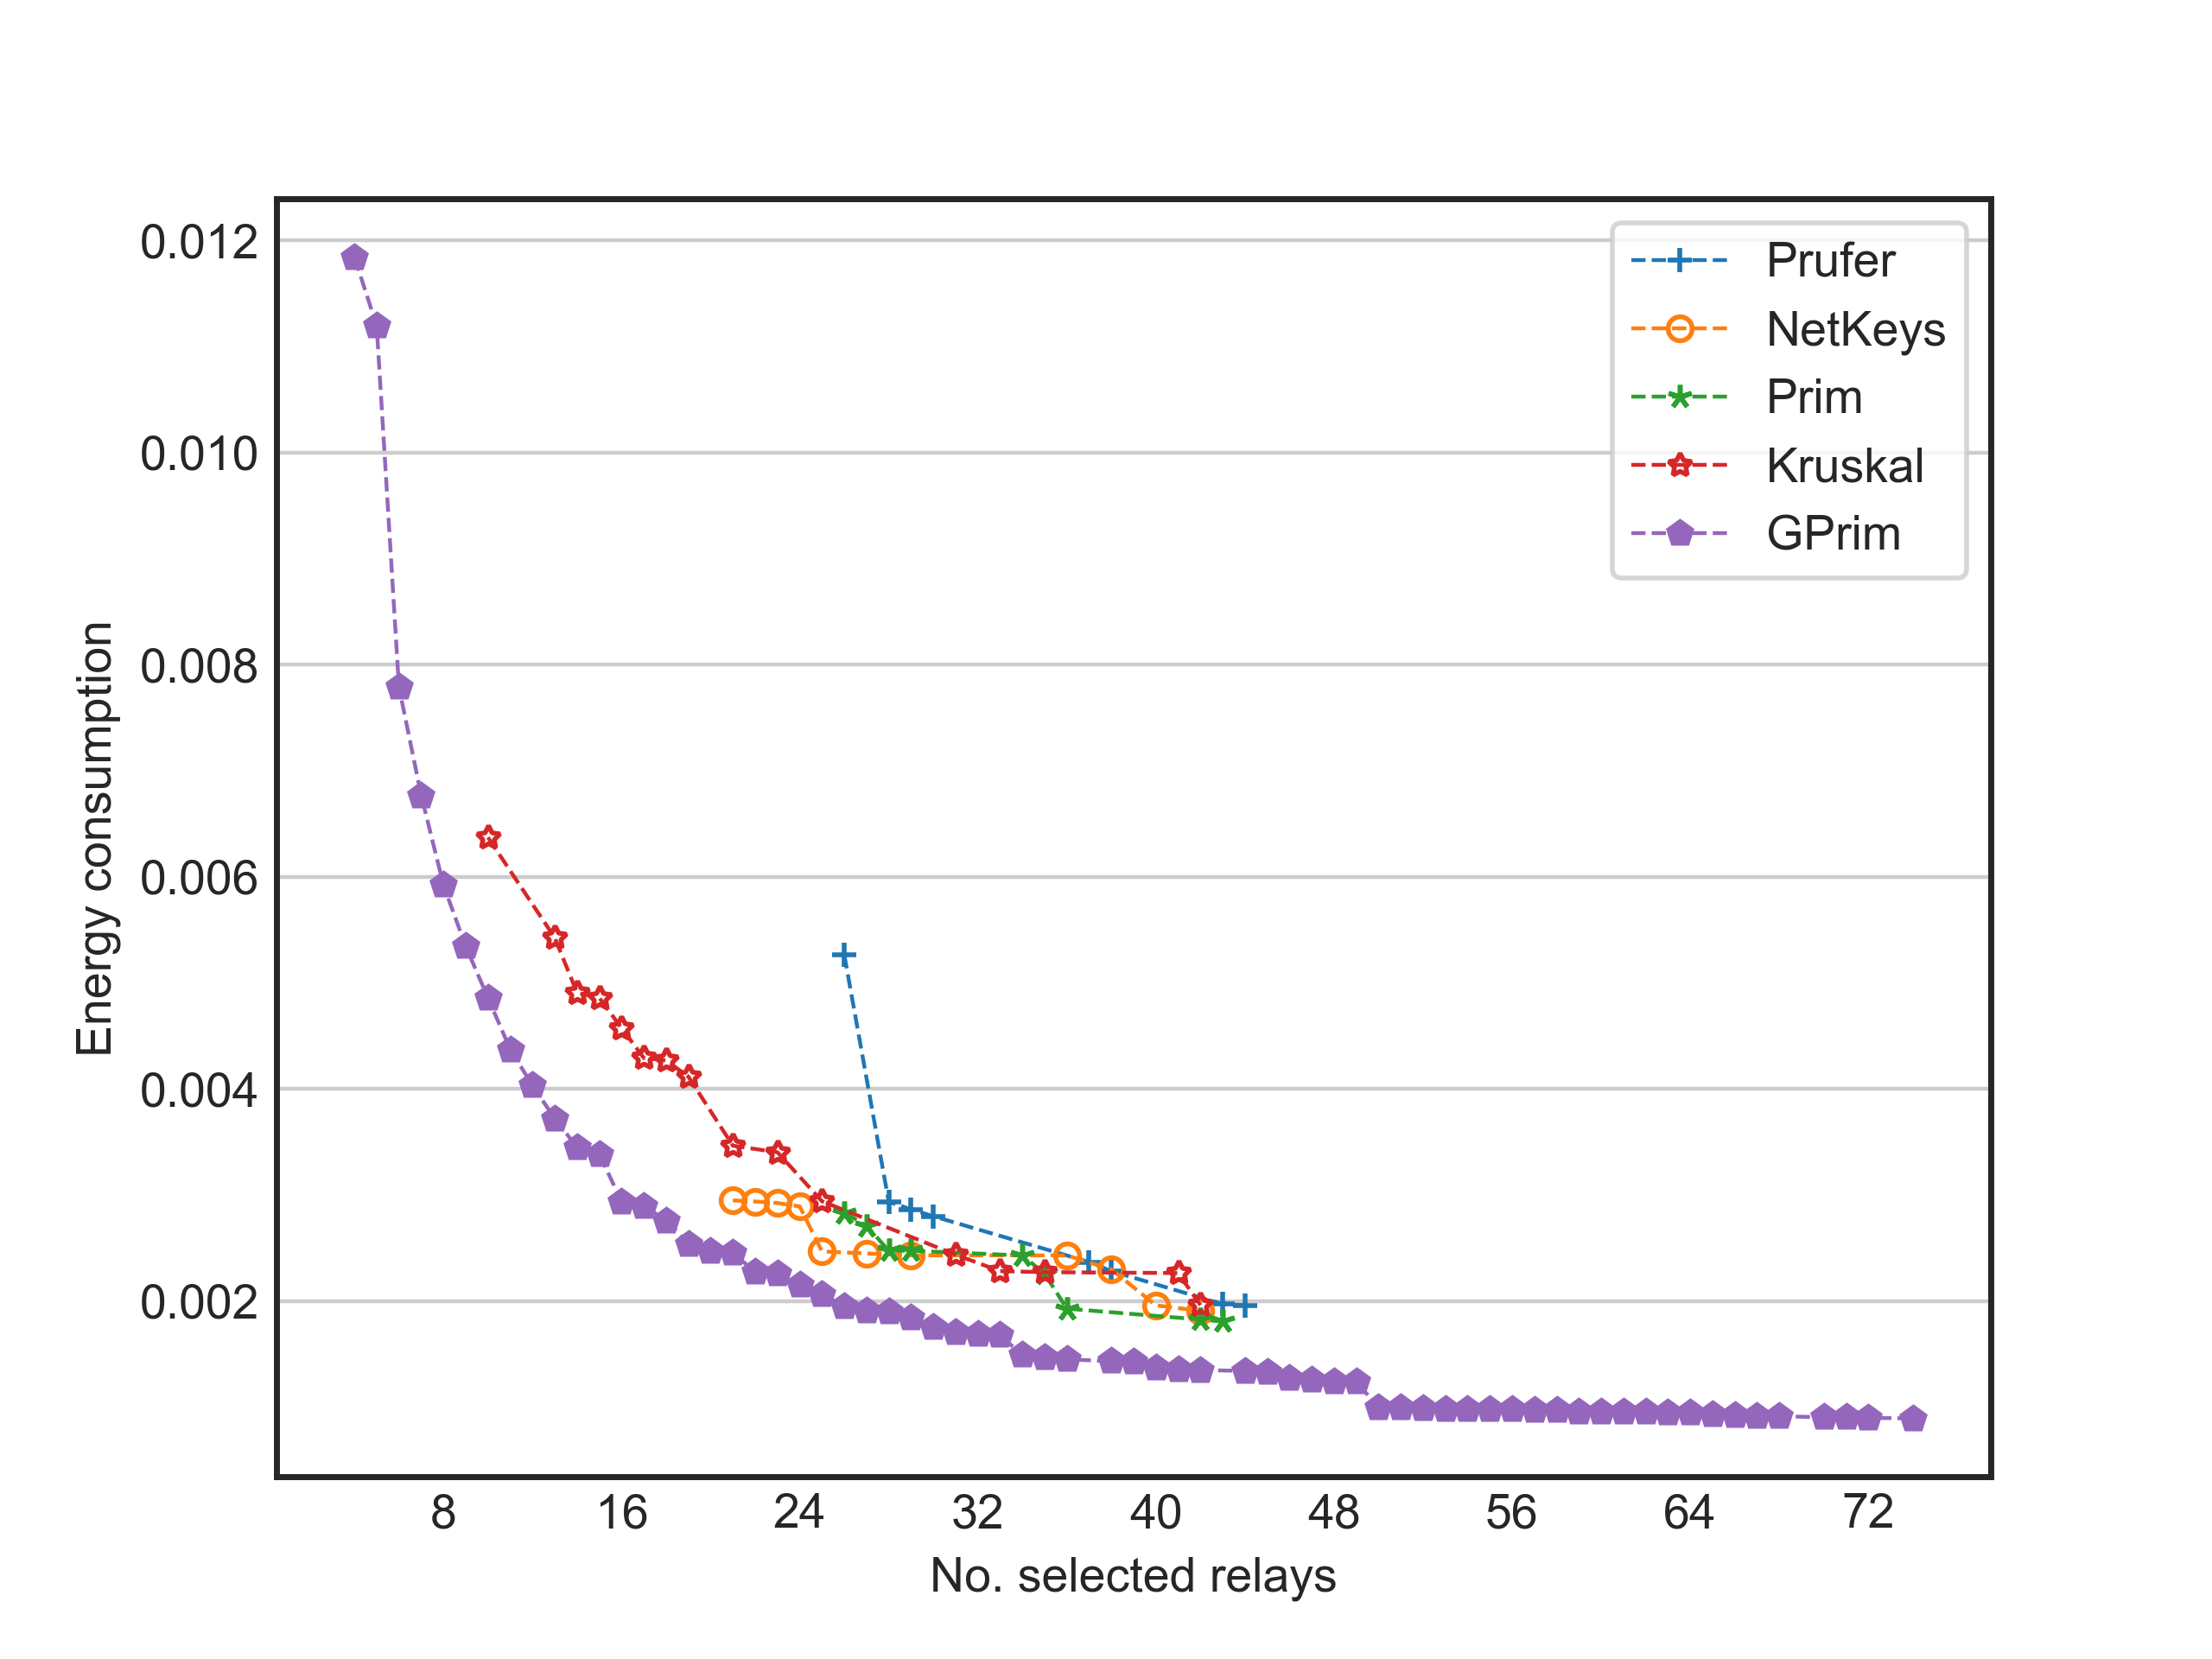 0.012
0.010
0.008
0.006
0.004
0.002
Energy consumption
8 16 24 32 40 48 56 64 72
No. selected relays
Prufer
NetKeys
Prim
Kruskal
GPrim